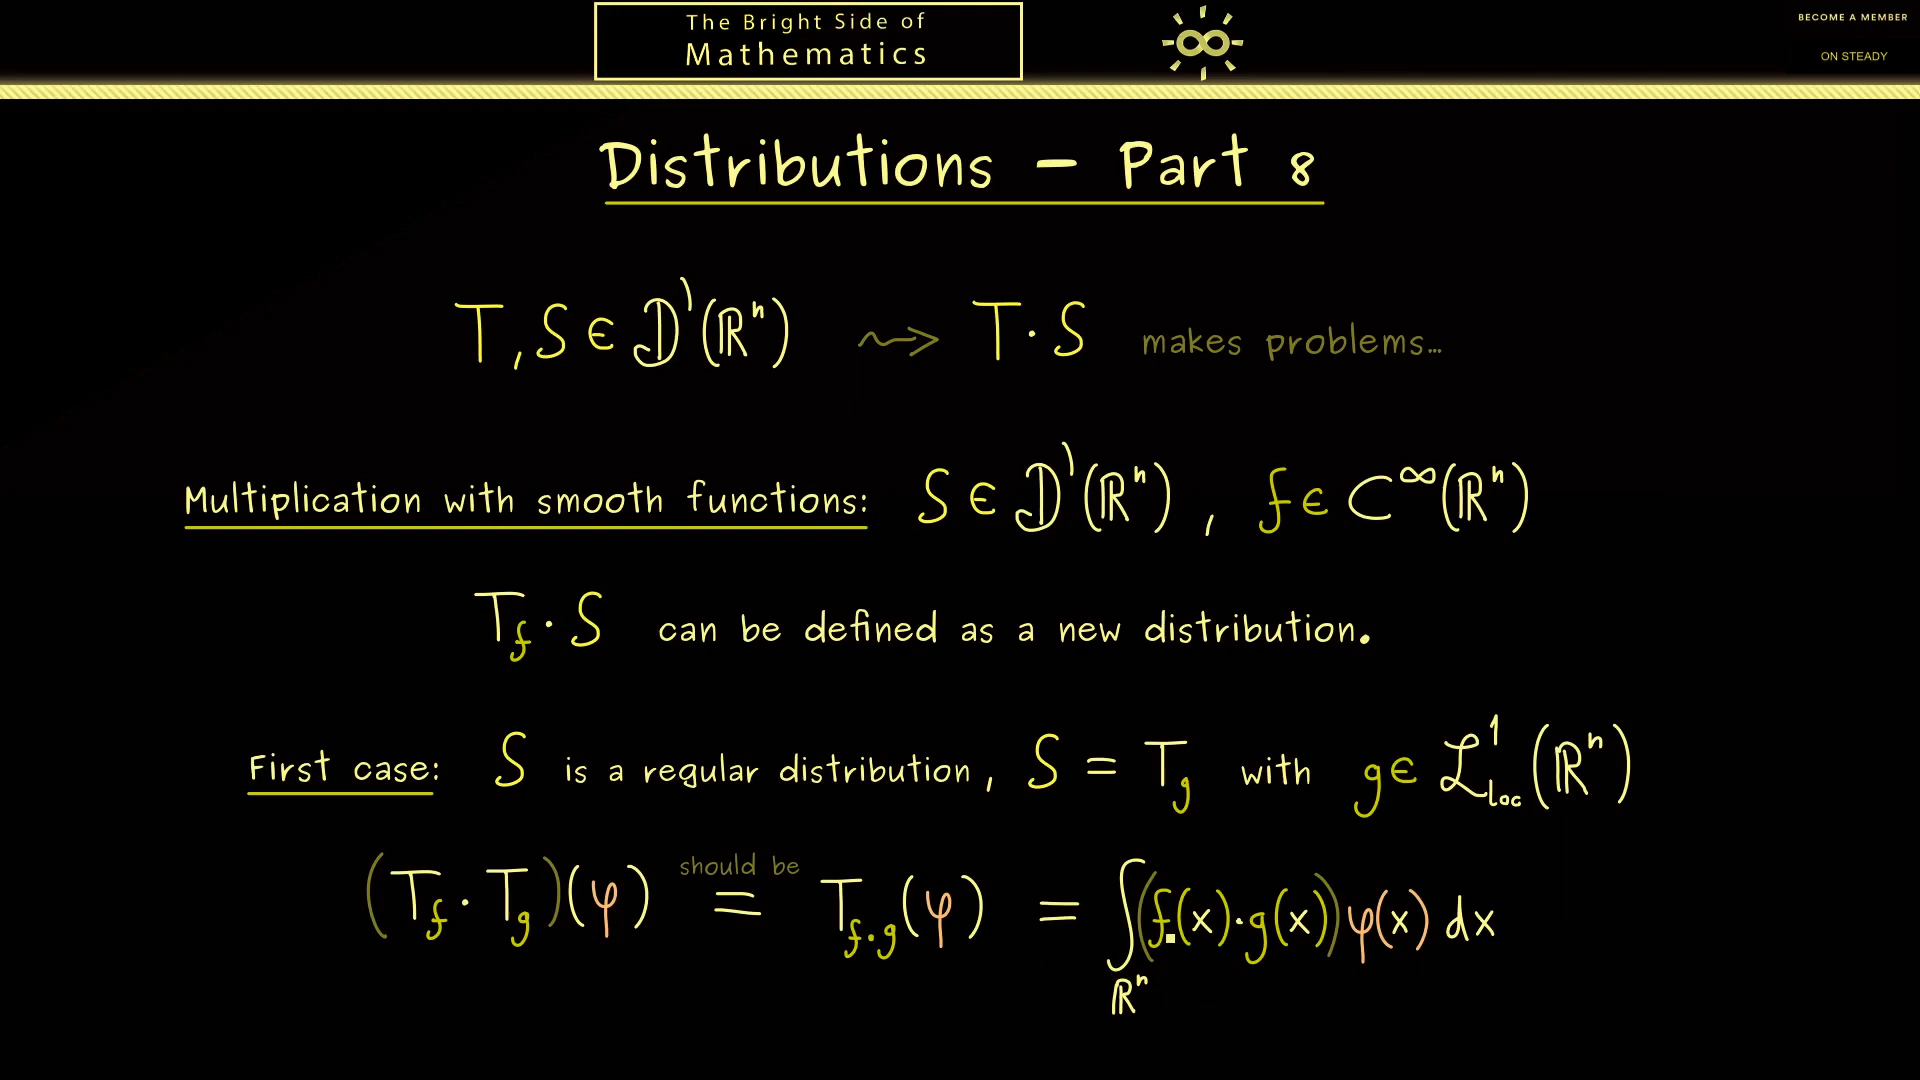 The Bright Side of
Mathematics
BECOME A MEMBER
ON STEADY
Distributions – Part 8
T, S ∈ 𝒟'(ℝⁿ) ⇝ T · S makes problems...
Multiplication with smooth functions: S ∈ 𝒟'(ℝⁿ) , f ∈ C^∞(ℝⁿ)
T_f · S can be defined as a new distribution.
First case: S is a regular distribution, S = T_g with g ∈ ℒ¹_loc(ℝⁿ)
(T_f · T_g)(φ) should be = T_{f·g}(φ) = ∫_{ℝⁿ} (f(x)·g(x)) φ(x) dx